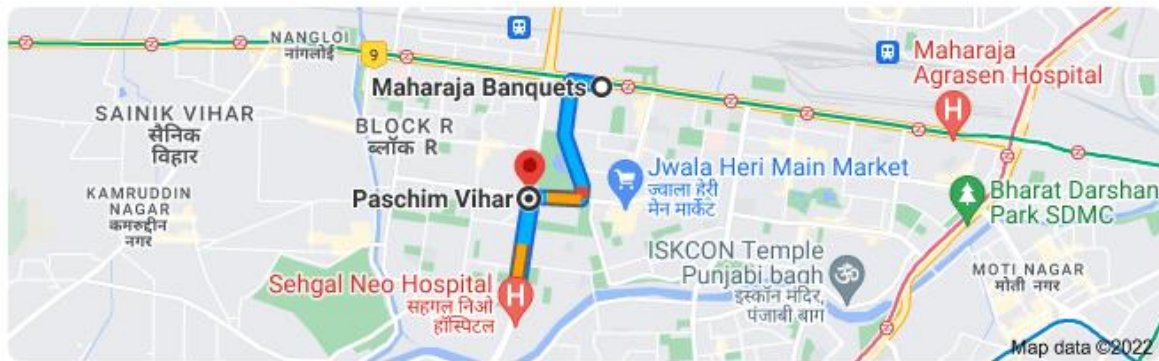 NANGLOI
नांगलोई
9
Maharaja
Agrasen Hospital
Maharaja Banquets
SAINIK VIHAR
सैनिक
विहार
BLOCK R
ब्लॉक R
Jwala Heri Main Market
ज्वाला हेरी
मेन मार्केट
KAMRUDDIN
NAGAR
कमरुद्दीन
नगर
Paschim Vihar
Bharat Darshan
Park SDMC
ISKCON Temple
Punjabi bagh
इस्कॉन मंदिर,
पंजाबी बाग
MOTI NAGAR
मोती नगर
Sehgal Neo Hospital
सहगल निओ
हॉस्पिटल
H
H
ॐ
Map data ©2022